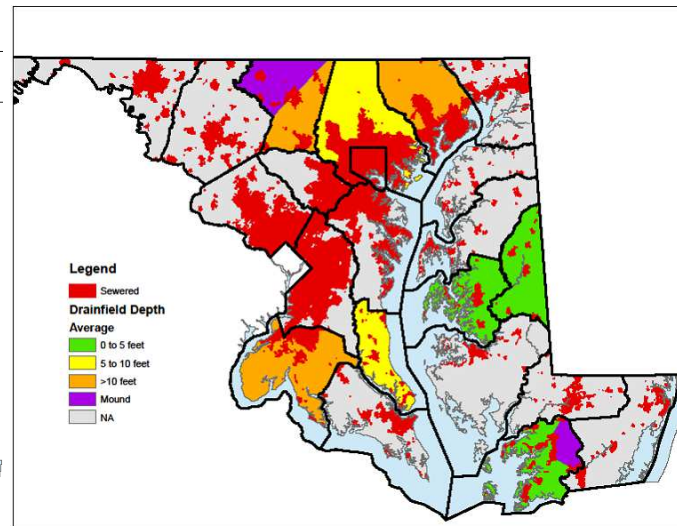 Legend
Sewered
Drainfield Depth
Average
0 to 5 feet
5 to 10 feet
>10 feet
Mound
NA